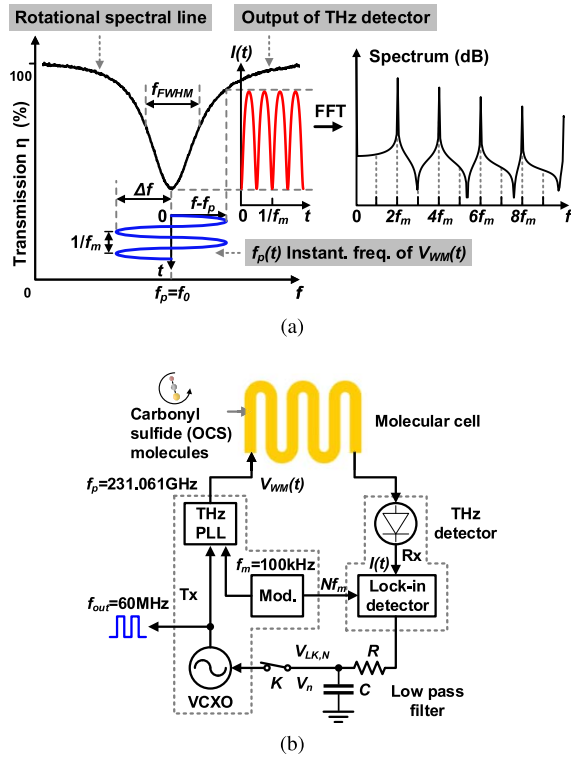 Rotational spectral line
Output of THz detector
I(t)
Spectrum (dB)
100
f_FWHM
FFT
Transmission η (%)
Δf
0
f-f_p
t
1/f_m
0
2f_m
4f_m
6f_m
8f_m
f
1/f_m
t
f_p(t) Instant. freq. of V_WM(t)
0
f_p=f_0
f
(a)
Carbonyl
sulfide (OCS)
molecules
Molecular cell
f_p=231.061GHz
V_WM(t)
THz
PLL
THz
detector
Rx
I(t)
f_m=100kHz
Tx
Mod.
Nf_m
Lock-in
detector
f_out=60MHz
V_LK,N
R
K
V_n
C
Low pass
filter
VCXO
(b)